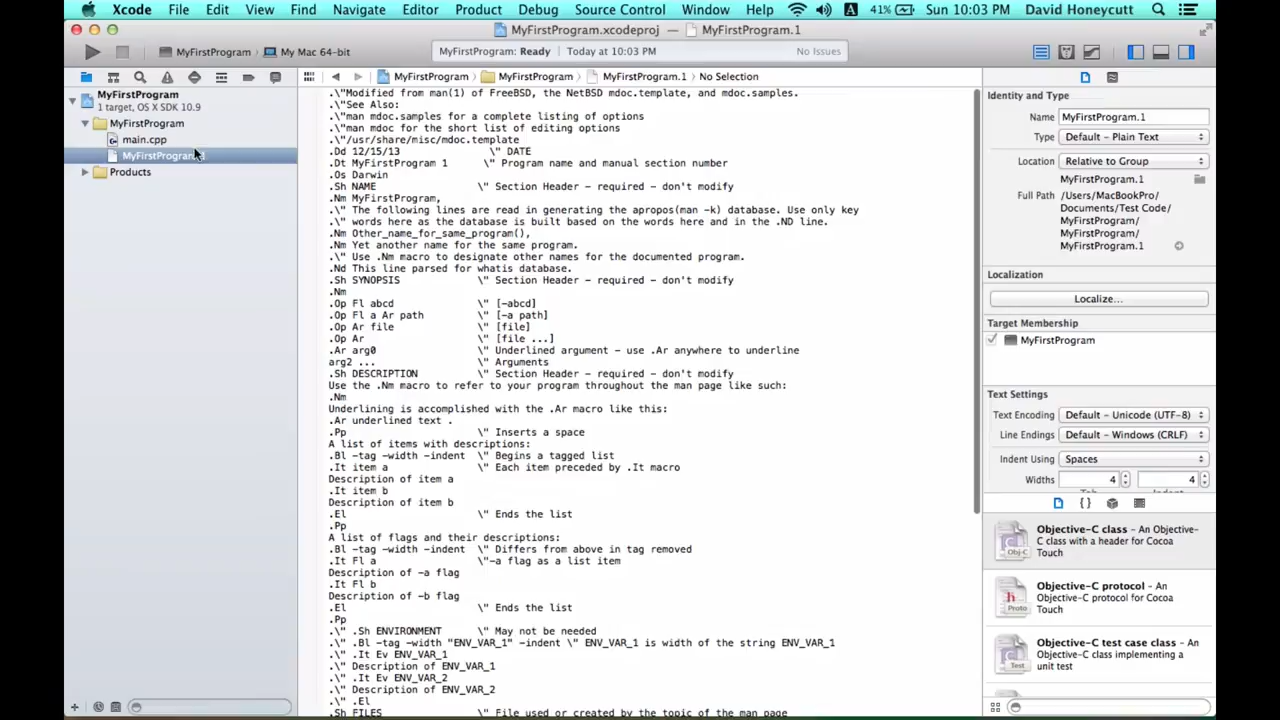 Xcode File Edit View Find Navigate Editor Product Debug Source Control Window Help A 41% Sun 10:03 PM David Honeycutt
MyFirstProgram.xcodeproj — MyFirstProgram.1
MyFirstProgram My Mac 64-bit
MyFirstProgram: Ready Today at 10:03 PM No Issues
MyFirstProgram MyFirstProgram MyFirstProgram.1 No Selection
MyFirstProgram
1 target, OS X SDK 10.9
MyFirstProgram
main.cpp
MyFirstProgram.1
Products
.\"Modified from man(1) of FreeBSD, the NetBSD mdoc.template, and mdoc.samples.
.\"See Also:
.\"man mdoc.samples for a complete listing of options
.\"man mdoc for the short list of editing options
.\"/usr/share/misc/mdoc.template
.Dd 12/15/13 \" DATE
.Dt MyFirstProgram 1 \" Program name and manual section number
.Os Darwin
.Sh NAME \" Section Header - required - don't modify
.Nm MyFirstProgram,
.\" The following lines are read in generating the apropos(man -k) database. Use only key
.\" words here as the database is built based on the words here and in the .ND line.
.Nm Other_name_for_same_program(),
.Nm Yet another name for the same program.
.\" Use .Nm macro to designate other names for the documented program.
.Nd This line parsed for whatis database.
.Sh SYNOPSIS \" Section Header - required - don't modify
.Nm
.Op Fl abcd \" [-abcd]
.Op Fl a Ar path \" [-a path]
.Op Ar file \" [file]
.Op Ar \" [file ...]
.Ar arg0 \" Underlined argument - use .Ar anywhere to underline
arg2 ... \" Arguments
.Sh DESCRIPTION \" Section Header - required - don't modify
Use the .Nm macro to refer to your program throughout the man page like such:
.Nm
Underlining is accomplished with the .Ar macro like this:
.Ar underlined text .
.Pp \" Inserts a space
A list of items with descriptions:
.Bl -tag -width -indent \" Begins a tagged list
.It item a \" Each item preceded by .It macro
Description of item a
.It item b
Description of item b
.El \" Ends the list
.Pp
A list of flags and their descriptions:
.Bl -tag -width -indent \" Differs from above in tag removed
.It Fl a \"-a flag as a list item
Description of -a flag
.It Fl b
Description of -b flag
.El \" Ends the list
.Pp
.\" .Sh ENVIRONMENT \" May not be needed
.\" .Bl -tag -width "ENV_VAR_1" -indent \" ENV_VAR_1 is width of the string ENV_VAR_1
.\" .It Ev ENV_VAR_1
.\" Description of ENV_VAR_1
.\" .It Ev ENV_VAR_2
.\" Description of ENV_VAR_2
.\" .El
.Sh FILES \" File used or created by the topic of the man page
Identity and Type
Name MyFirstProgram.1
Type Default - Plain Text
Location Relative to Group
MyFirstProgram.1
Full Path /Users/MacBookPro/
Documents/Test Code/
MyFirstProgram/
MyFirstProgram/
MyFirstProgram.1
Localization
Localize...
Target Membership
MyFirstProgram
Text Settings
Text Encoding Default - Unicode (UTF-8)
Line Endings Default - Windows (CRLF)
Indent Using Spaces
Widths 4 4
Objective-C class - An Objective-
C class with a header for Cocoa
Touch
Obj-C
Objective-C protocol - An
Objective-C protocol for Cocoa
Touch
Proto
Objective-C test case class - An
Objective-C class implementing a
unit test
Test